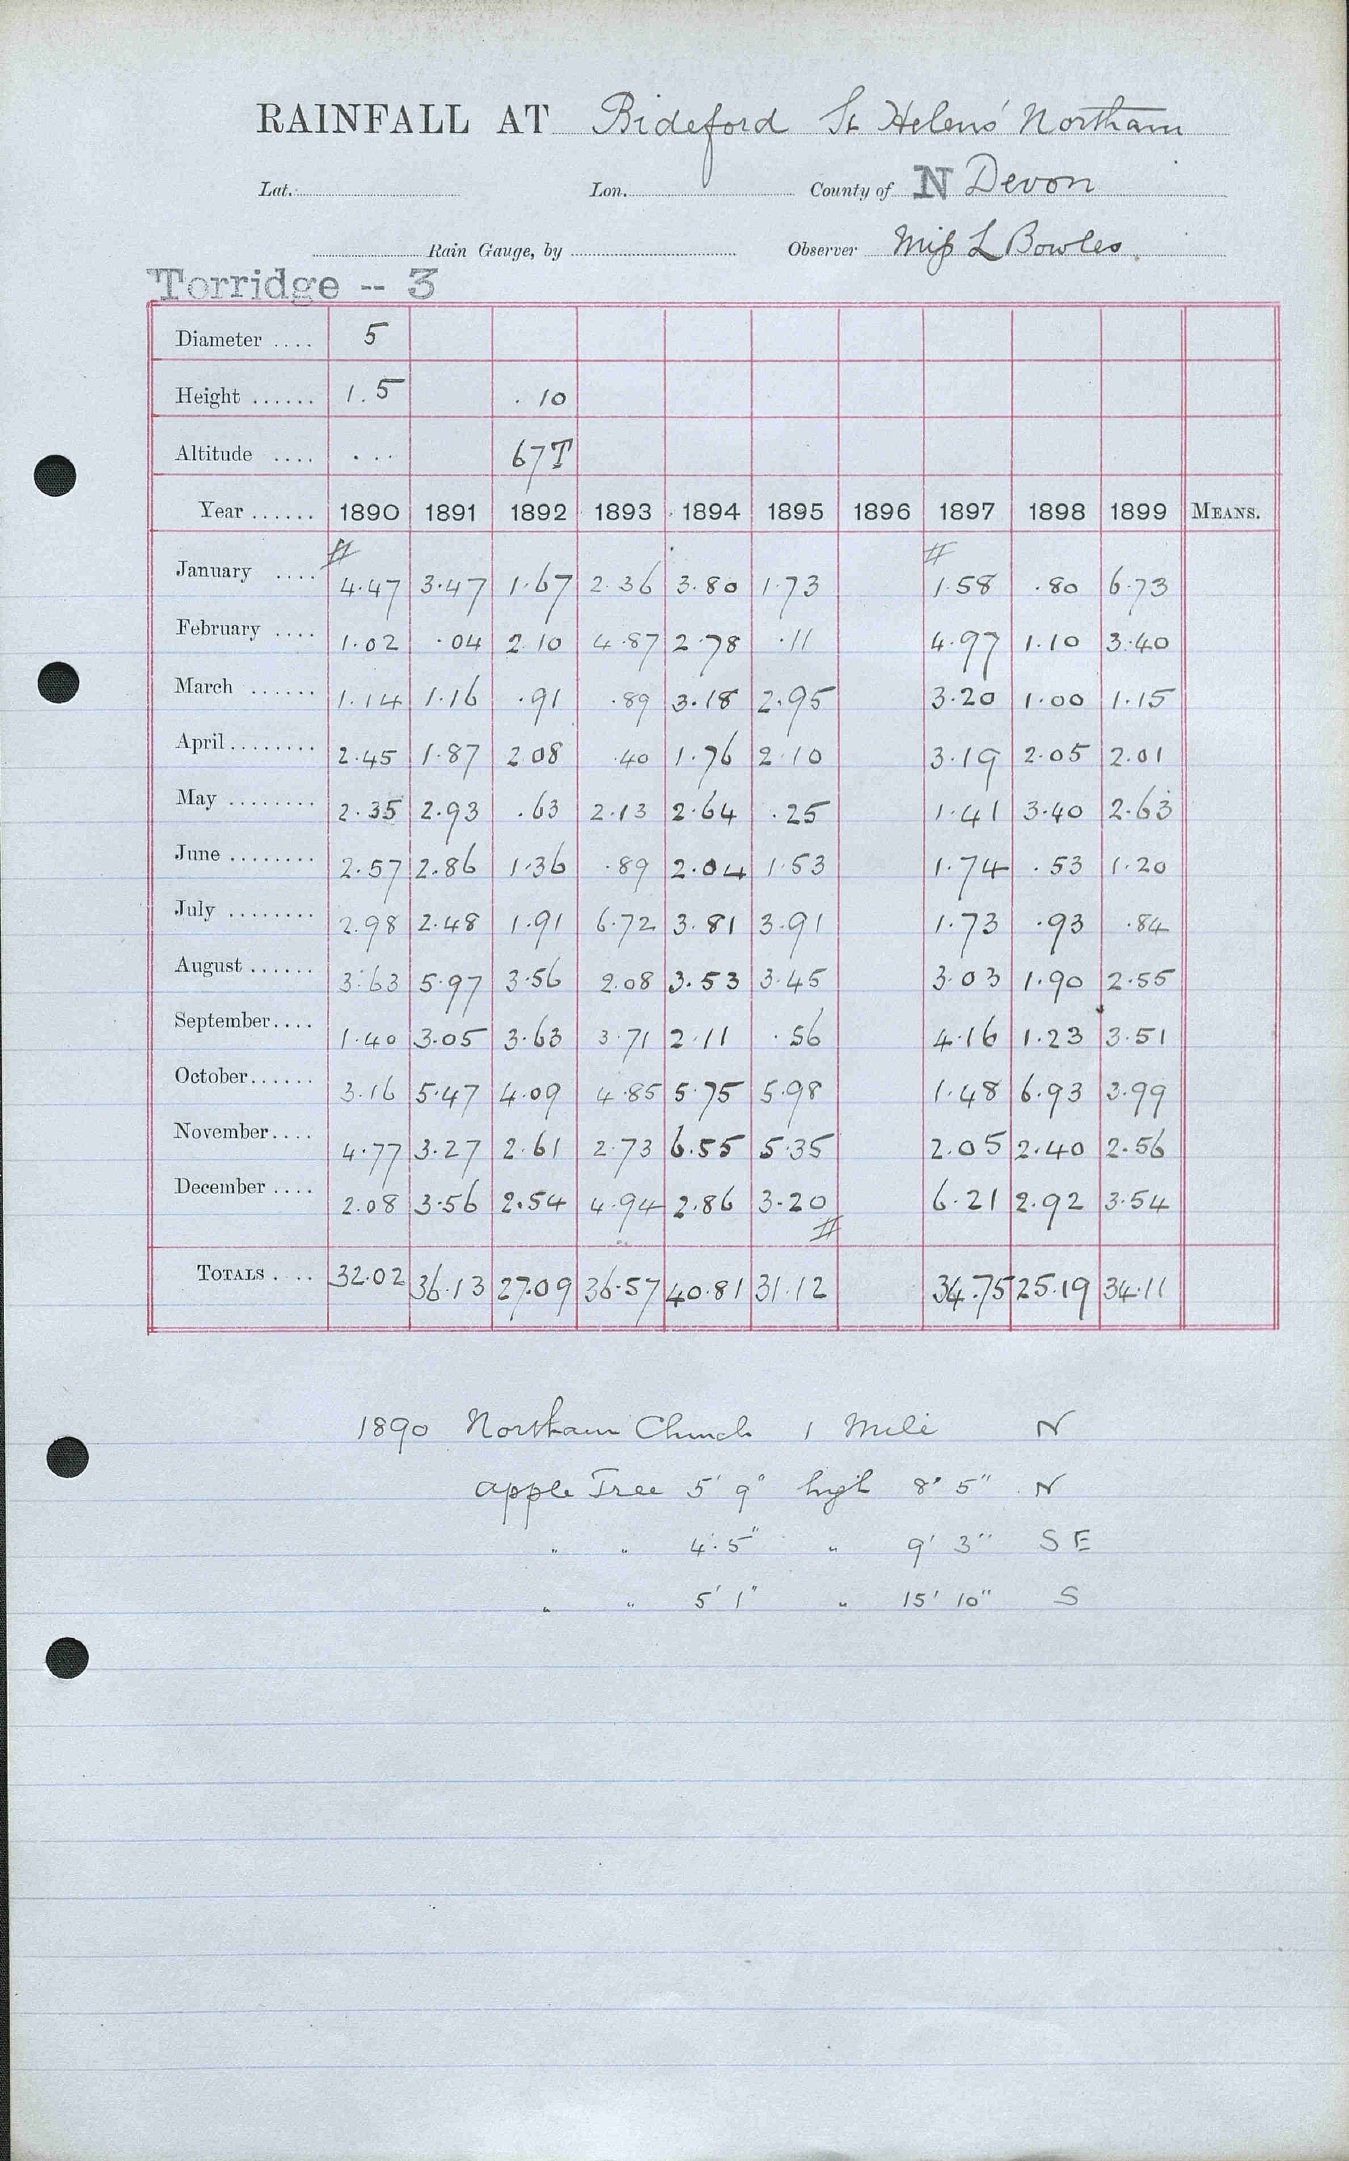 RAINFALL AT Bideford St Helens' Northam
Lat. Lon. County of N Devon
Rain Gauge, by Observer Miss L Bowles.
Torridge -- 3
Diameter .... 5
Height ...... 1.5 .10
Altitude .... ... 67T
Year ...... 1890 1891 1892 1893 1894 1895 1896 1897 1898 1899 MEANS.
# #
January .... 4.47 3.47 1.67 2.36 3.80 1.73 1.58 .80 6.73
February .... 1.02 .04 2.10 4.87 2.78 .11 4.97 1.10 3.40
March ...... 1.14 1.16 .91 .89 3.18 2.95 3.20 1.00 1.15
April ........ 2.45 1.87 2.08 .40 1.76 2.10 3.19 2.05 2.01
May ........ 2.35 2.93 .63 2.13 2.64 .25 1.41 3.40 2.63
June ........ 2.57 2.86 1.36 .89 2.04 1.53 1.74 .53 1.20
July ........ 2.98 2.48 1.91 6.72 3.81 3.91 1.73 .93 .84
August ...... 3.63 5.97 3.56 2.08 3.53 3.45 3.03 1.90 2.55
September .... 1.40 3.05 3.63 3.71 2.11 .56 4.16 1.23 3.51
October ...... 3.16 5.47 4.09 4.85 5.75 5.98 1.48 6.93 3.99
November .... 4.77 3.27 2.61 2.73 6.55 5.35 2.05 2.40 2.56
December .... 2.08 3.56 2.54 4.94 2.86 3.20 6.21 2.92 3.54
#
TOTALS .... 32.02 36.13 27.09 36.57 40.81 31.12 34.75 25.19 34.11
1890 Northam Church 1 Mile N
apple Tree 5' 9" high 8' 5" N
" " 4' 5" " 9' 3" S E
" " 5' 1" " 15' 10" S